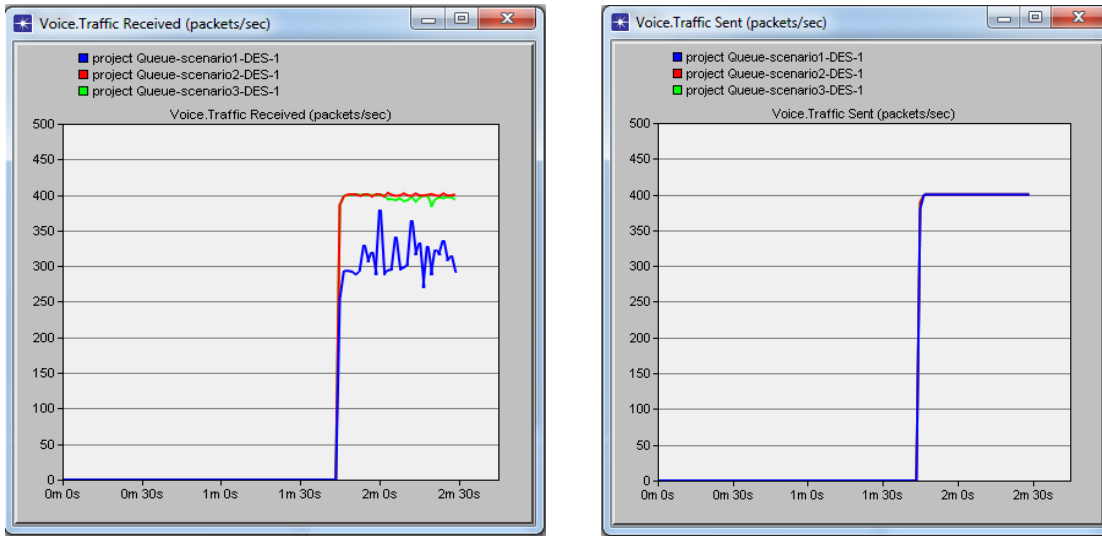 Voice.Traffic Received (packets/sec)
project Queue-scenario1-DES-1
project Queue-scenario2-DES-1
project Queue-scenario3-DES-1
Voice.Traffic Received (packets/sec)
500
450
400
350
300
250
200
150
100
50
0
0m 0s 0m 30s 1m 0s 1m 30s 2m 0s 2m 30s
Voice.Traffic Sent (packets/sec)
project Queue-scenario1-DES-1
project Queue-scenario2-DES-1
project Queue-scenario3-DES-1
Voice.Traffic Sent (packets/sec)
500
450
400
350
300
250
200
150
100
50
0
0m 0s 0m 30s 1m 0s 1m 30s 2m 0s 2m 30s